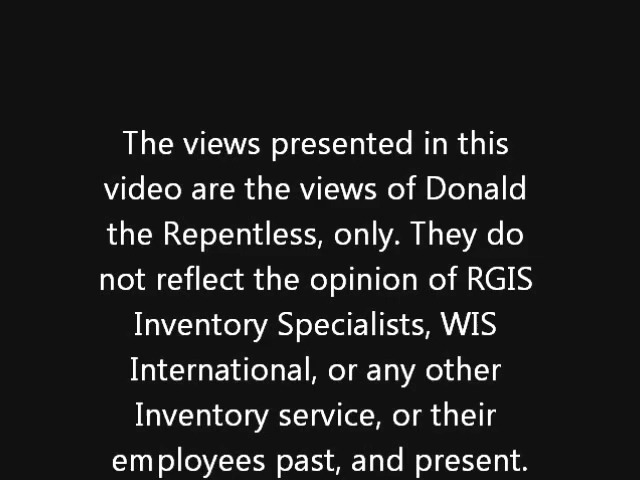 The views presented in this
video are the views of Donald
the Repentless, only. They do
not reflect the opinion of RGIS
Inventory Specialists, WIS
International, or any other
Inventory service, or their
employees past, and present.